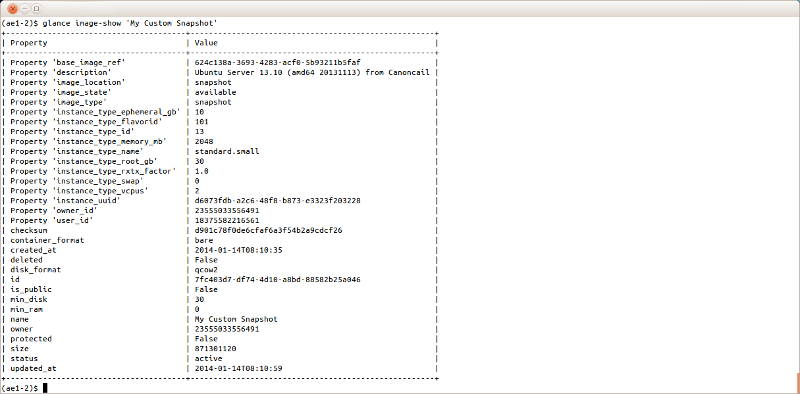 (ae1-2)$ glance image-show 'My Custom Snapshot'
+-------------------------------------+--------------------------------------------------+
| Property                            | Value                                            |
+-------------------------------------+--------------------------------------------------+
| Property 'base_image_ref'           | 624c138a-3693-4283-acf0-5b93211b5faf             |
| Property 'description'              | Ubuntu Server 13.10 (amd64 20131113) from Canoncail |
| Property 'image_location'           | snapshot                                         |
| Property 'image_state'              | available                                        |
| Property 'image_type'               | snapshot                                         |
| Property 'instance_type_ephemeral_gb' | 10                                             |
| Property 'instance_type_flavorid'   | 101                                              |
| Property 'instance_type_id'         | 13                                               |
| Property 'instance_type_memory_mb'  | 2048                                             |
| Property 'instance_type_name'       | standard.small                                   |
| Property 'instance_type_root_gb'    | 30                                               |
| Property 'instance_type_rxtx_factor' | 1.0                                             |
| Property 'instance_type_swap'       | 0                                                |
| Property 'instance_type_vcpus'      | 2                                                |
| Property 'instance_uuid'            | d6073fdb-a2c6-48f8-b873-e3323f203228             |
| Property 'owner_id'                 | 23555033556491                                   |
| Property 'user_id'                  | 18375582216561                                   |
| checksum                            | d901c78f0de6cfaf6a3f54b2a9cdcf26                 |
| container_format                    | bare                                             |
| created_at                          | 2014-01-14T08:10:35                              |
| deleted                             | False                                            |
| disk_format                         | qcow2                                            |
| id                                  | 7fc403d7-df74-4d10-a8bd-88582b25a046             |
| is_public                           | False                                            |
| min_disk                            | 30                                               |
| min_ram                             | 0                                                |
| name                                | My Custom Snapshot                               |
| owner                               | 23555033556491                                   |
| protected                           | False                                            |
| size                                | 871301120                                        |
| status                              | active                                           |
| updated_at                          | 2014-01-14T08:10:59                              |
+-------------------------------------+--------------------------------------------------+
(ae1-2)$